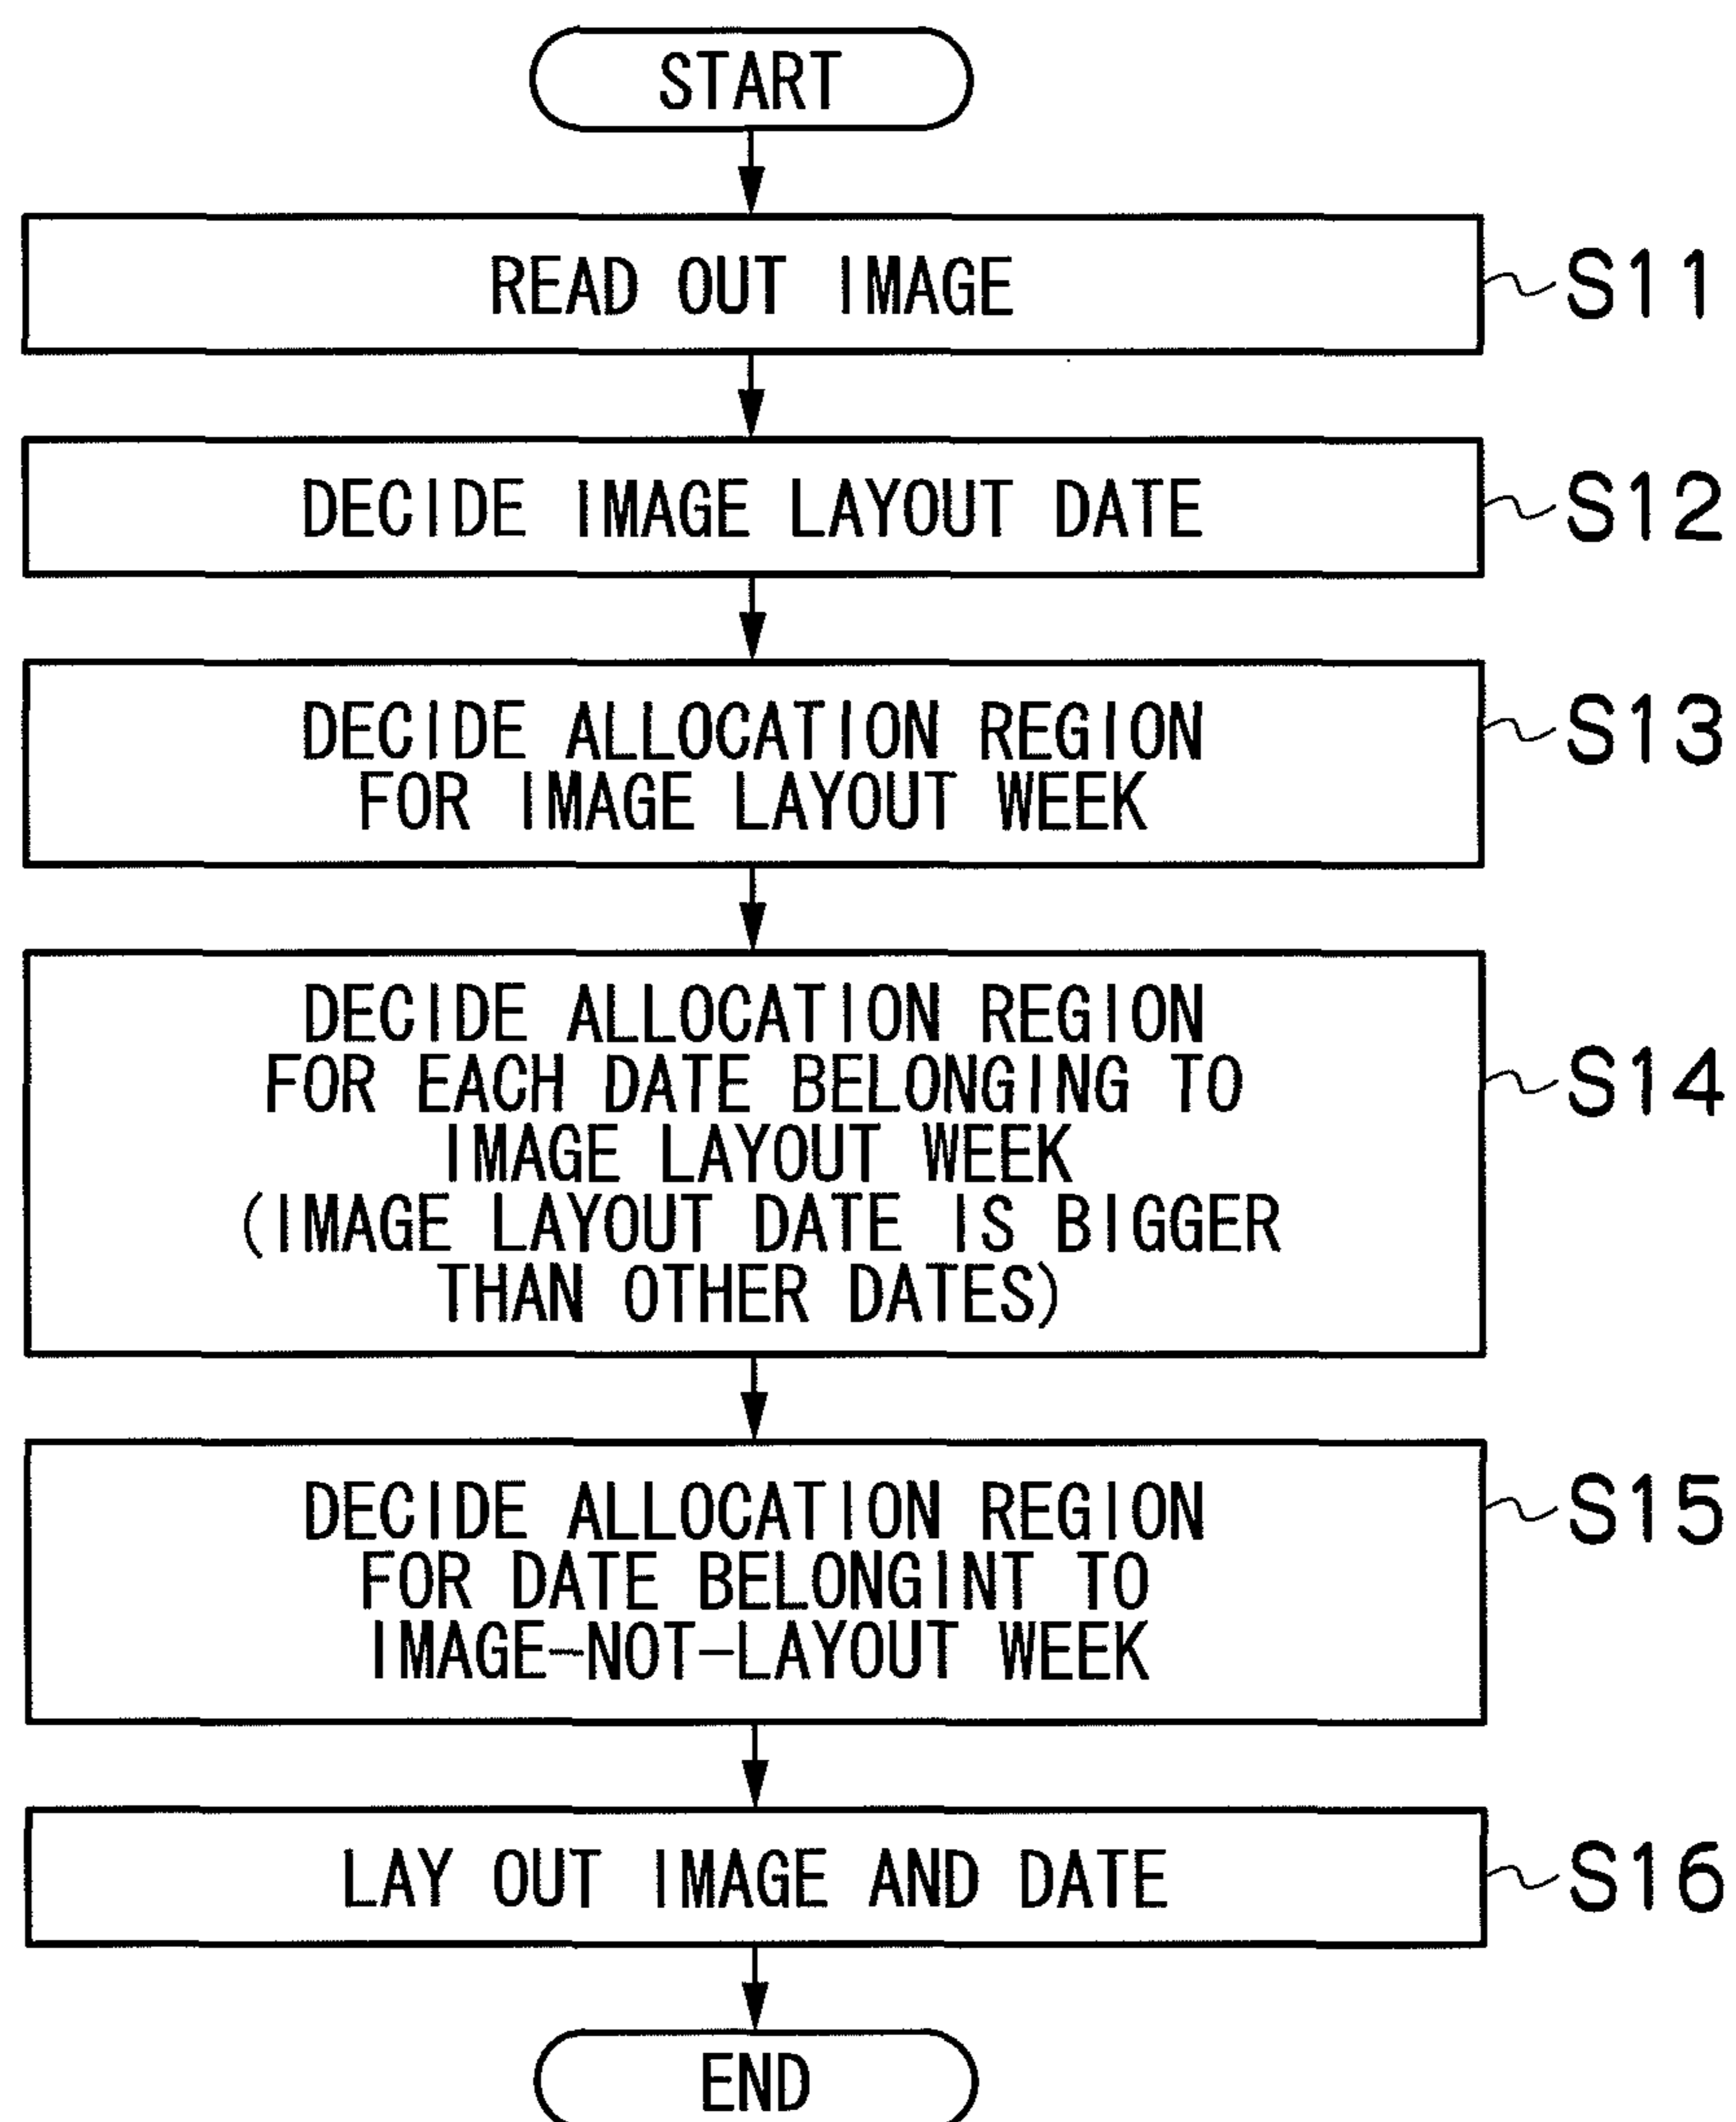 START
READ OUT IMAGE
S11
DECIDE IMAGE LAYOUT DATE
S12
DECIDE ALLOCATION REGION
FOR IMAGE LAYOUT WEEK
S13
DECIDE ALLOCATION REGION
FOR EACH DATE BELONGING TO
IMAGE LAYOUT WEEK
(IMAGE LAYOUT DATE IS BIGGER
THAN OTHER DATES)
S14
DECIDE ALLOCATION REGION
FOR DATE BELONGINT TO
IMAGE-NOT-LAYOUT WEEK
S15
LAY OUT IMAGE AND DATE
S16
END